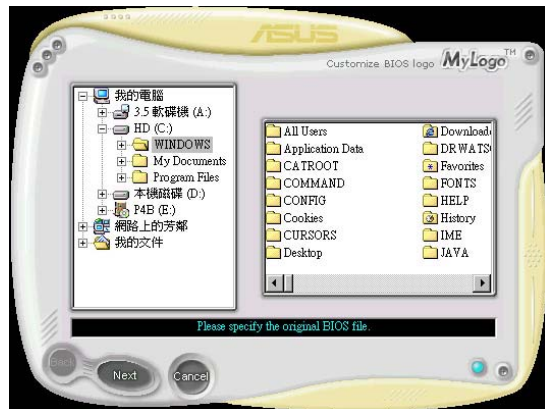 ASUS
Customize BIOS logo MyLogo™
我的電腦
3.5 軟碟機 (A:)
HD (C:)
WINDOWS
My Documents
Program Files
本機磁碟 (D:)
P4B (E:)
網路上的芳鄰
我的文件
All Users
Application Data
CATROOT
COMMAND
CONFIG
Cookies
CURSORS
Desktop
Downloade
DRWATSO
Favorites
FONTS
HELP
History
IME
JAVA
Please specify the original BIOS file.
Back
Next
Cancel